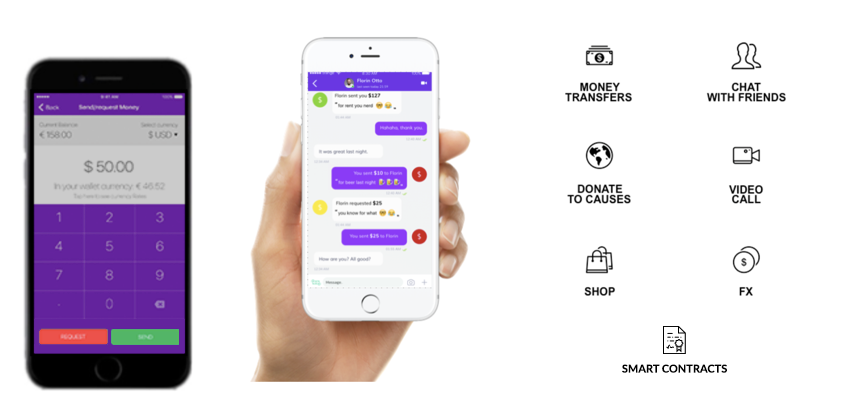 9:41 AM
Back
Send/request Money
Current Balance
€ 158.00
Select currency
$ USD
$ 50.00
In your wallet currency: € 46.52
1 2 3
4 5 6
7 8 9
. 0
REQUEST
SEND
Florin Otto
Florin sent you $127
"for rent you nerd
Hahaha, thank you,
It was great last night.
You sent $10 to Florin
"for beer last night
Florin requested $25
"you know for what
You sent $25 to Florin
How are you? All good?
Message
MONEY
TRANSFERS
CHAT
WITH FRIENDS
DONATE
TO CAUSES
VIDEO
CALL
SHOP
FX
SMART CONTRACTS